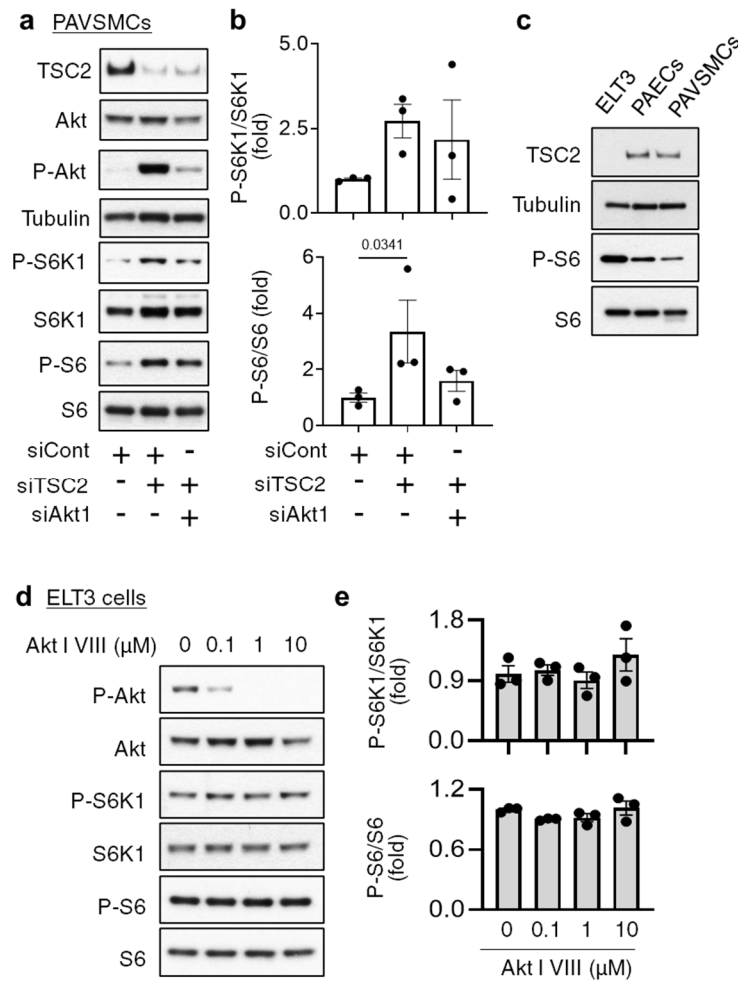 a PAVSMCs
TSC2
Akt
P-Akt
Tubulin
P-S6K1
S6K1
P-S6
S6
siCont + + -
siTSC2 - + +
siAkt1 - - +
b
P-S6K1/S6K1
(fold)
5.0
2.5
0.0
P-S6/S6 (fold)
6
4
2
0
0.0341
siCont + + -
siTSC2 - + +
siAkt1 - - +
c
ELT3
PAECs
PAVSMCs
TSC2
Tubulin
P-S6
S6
d ELT3 cells
Akt I VIII (µM) 0 0.1 1 10
P-Akt
Akt
P-S6K1
S6K1
P-S6
S6
e
P-S6K1/S6K1
(fold)
1.8
0.9
0.0
P-S6/S6
(fold)
1.2
0.6
0.0
0 0.1 1 10
Akt I VIII (µM)